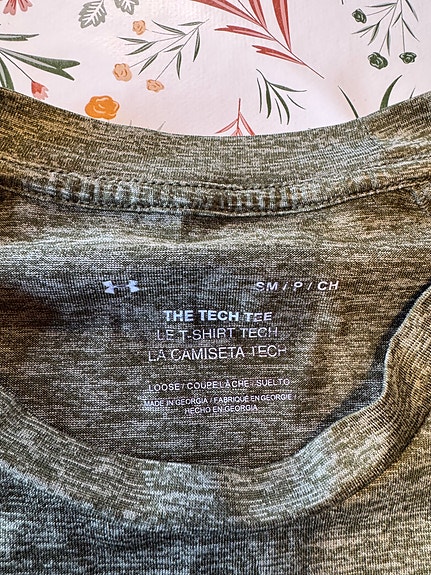 SM / P / CH
THE TECH TEE
LE T-SHIRT TECH
LA CAMISETA TECH
LOOSE / COUPE LÂCHE / SUELTO
MADE IN GEORGIA / FABRIQUÉ EN GEORGIE /
HECHO EN GEORGIA